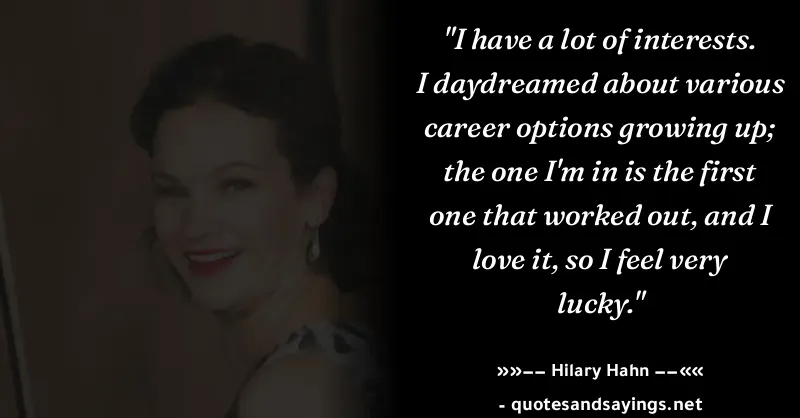 "I have a lot of interests.
I daydreamed about various
career options growing up;
the one I'm in is the first
one that worked out, and I
love it, so I feel very
lucky."
»»−− Hilary Hahn −−««
- quotesandsayings.net